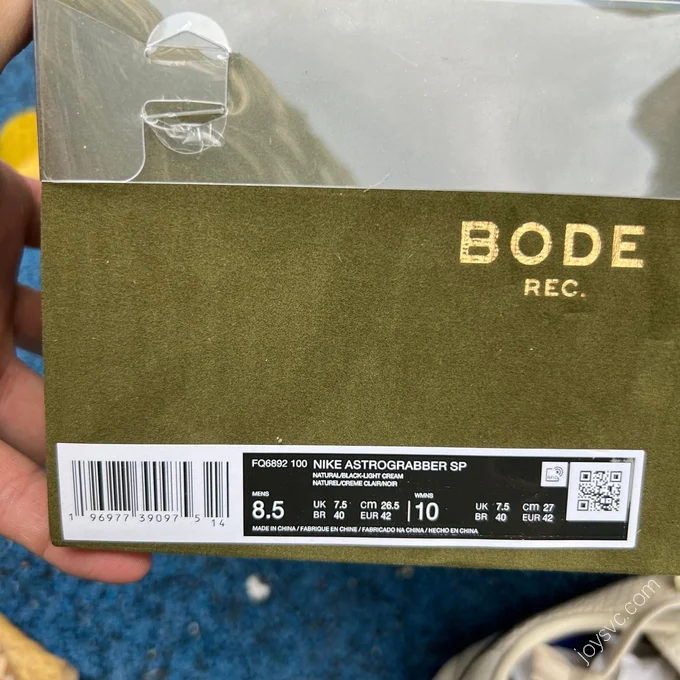 BODE
REC.
FQ6892 100 NIKE ASTROGRABBER SP
NATURAL/BLACK-LIGHT CREAM
NATUREL/CREME CLAIR/NOIR
MENS
8.5
UK 7.5 cm 26.5
BR 40 EUR 42
WMNS
10
UK 7.5 cm 27
BR 40 EUR 42
MADE IN CHINA / FABRIQUE EN CHINE / FABRICADO NA CHINA / HECHO EN CHINA
1 96977 39097 5 14
joysvc.com